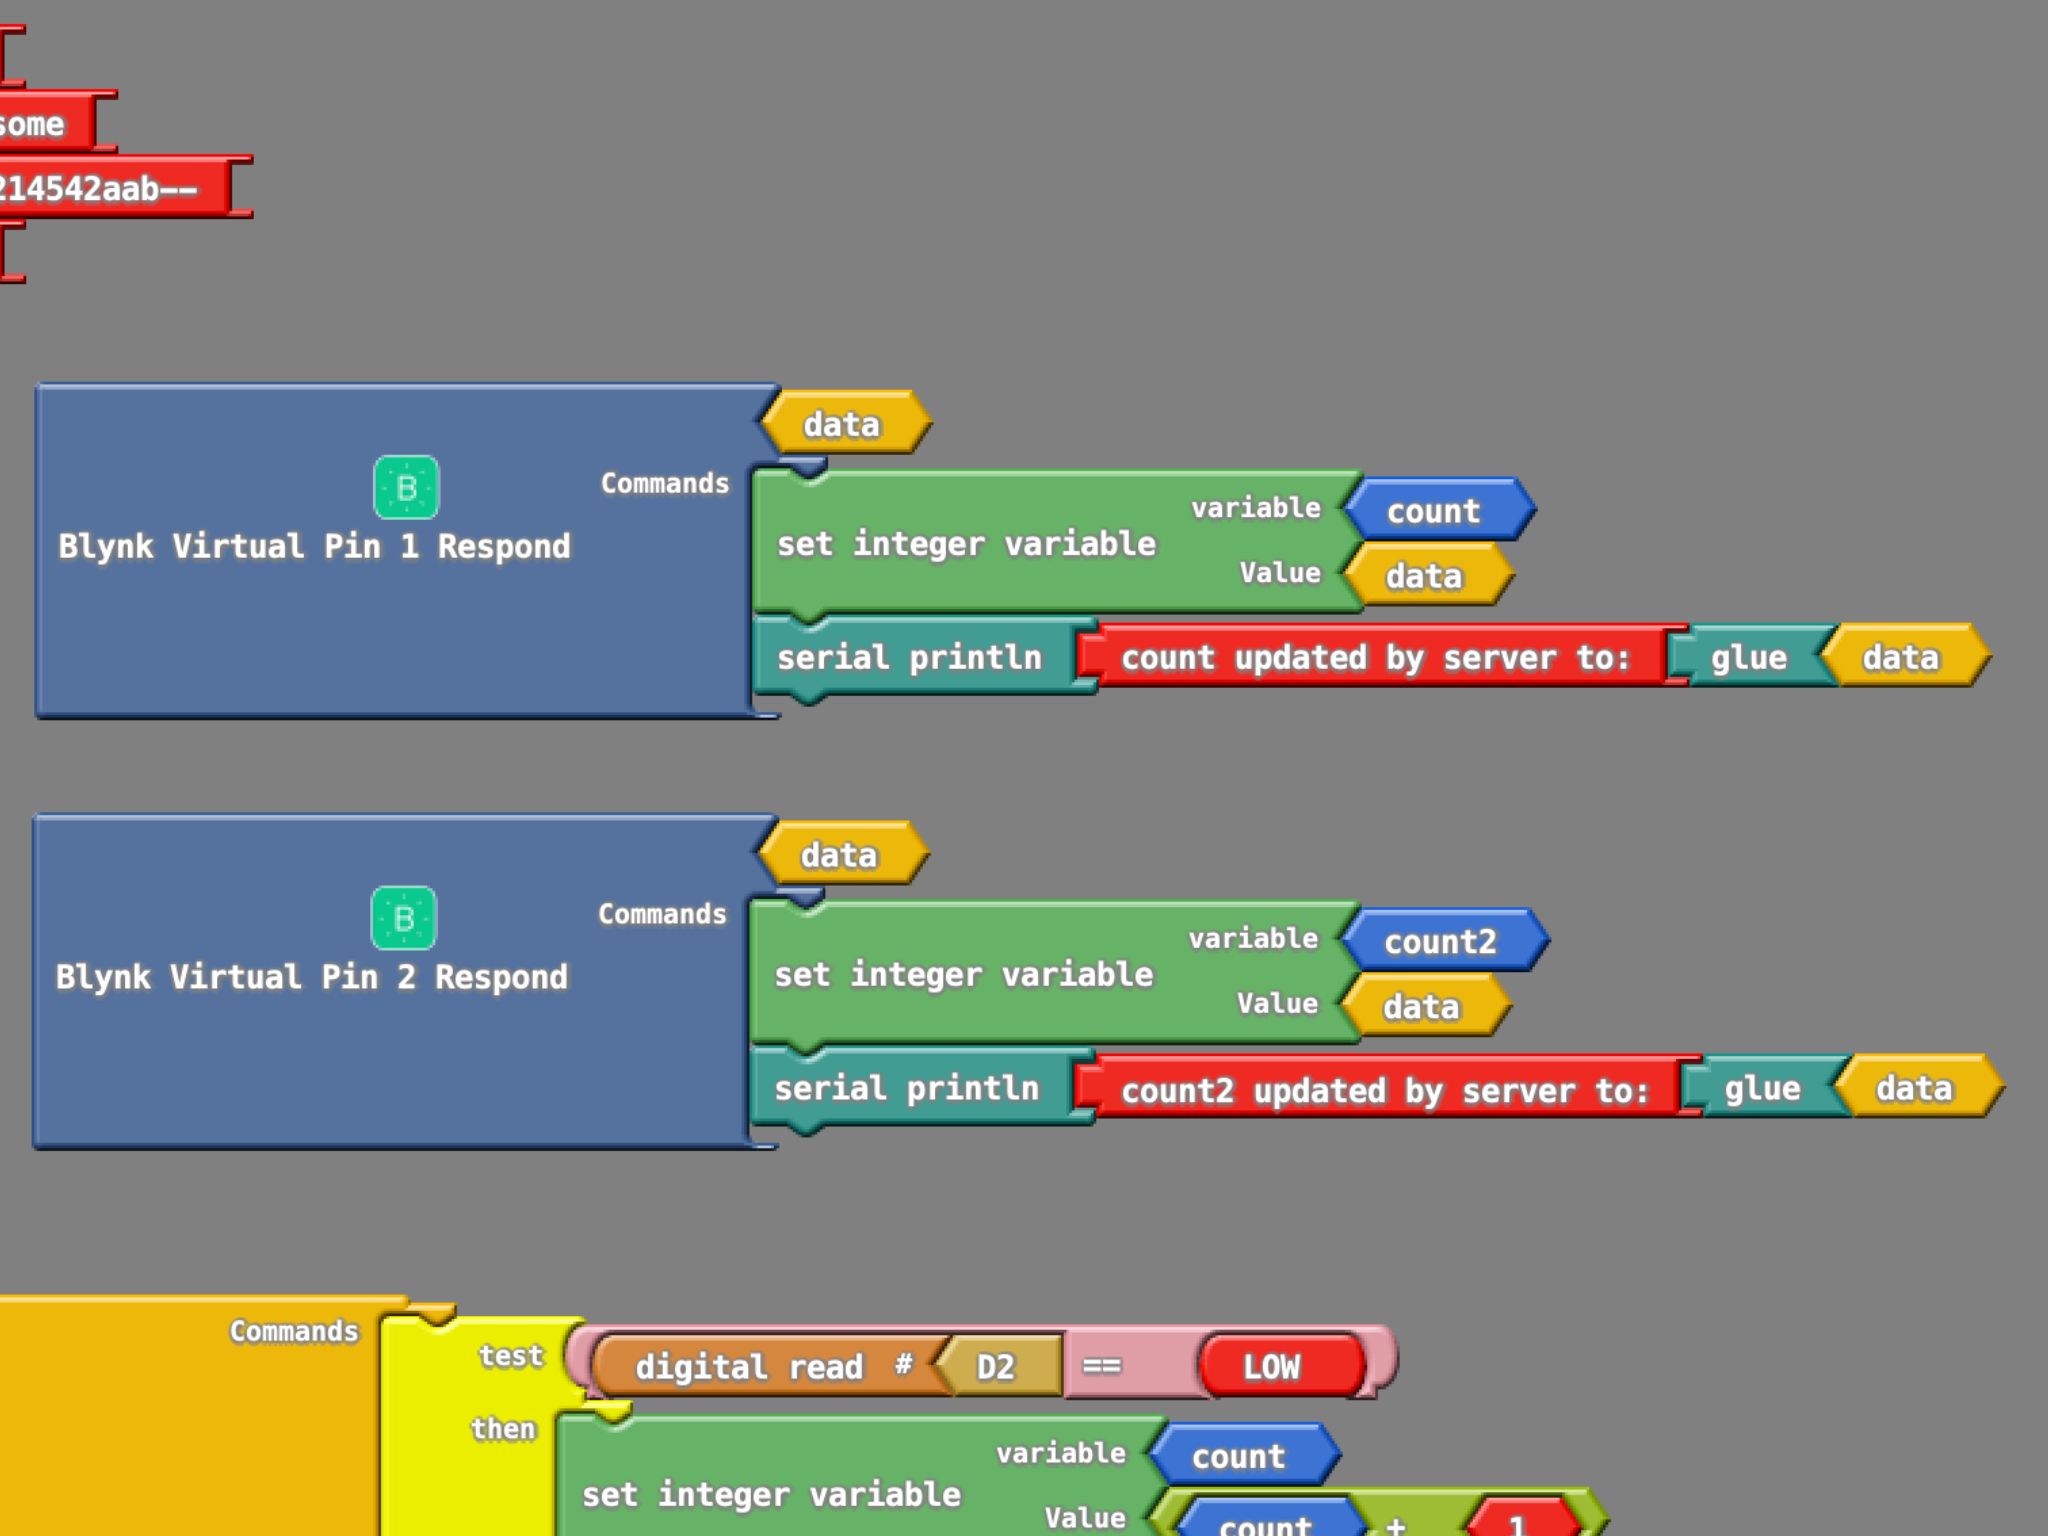 some
214542aab--
data
Commands
B
Blynk Virtual Pin 1 Respond
set integer variable
variable count
Value data
serial println count updated by server to: glue data
data
Commands
B
Blynk Virtual Pin 2 Respond
set integer variable
variable count2
Value data
serial println count2 updated by server to: glue data
Commands
test digital read # D2 == LOW
then
set integer variable
variable count
Value count + 1